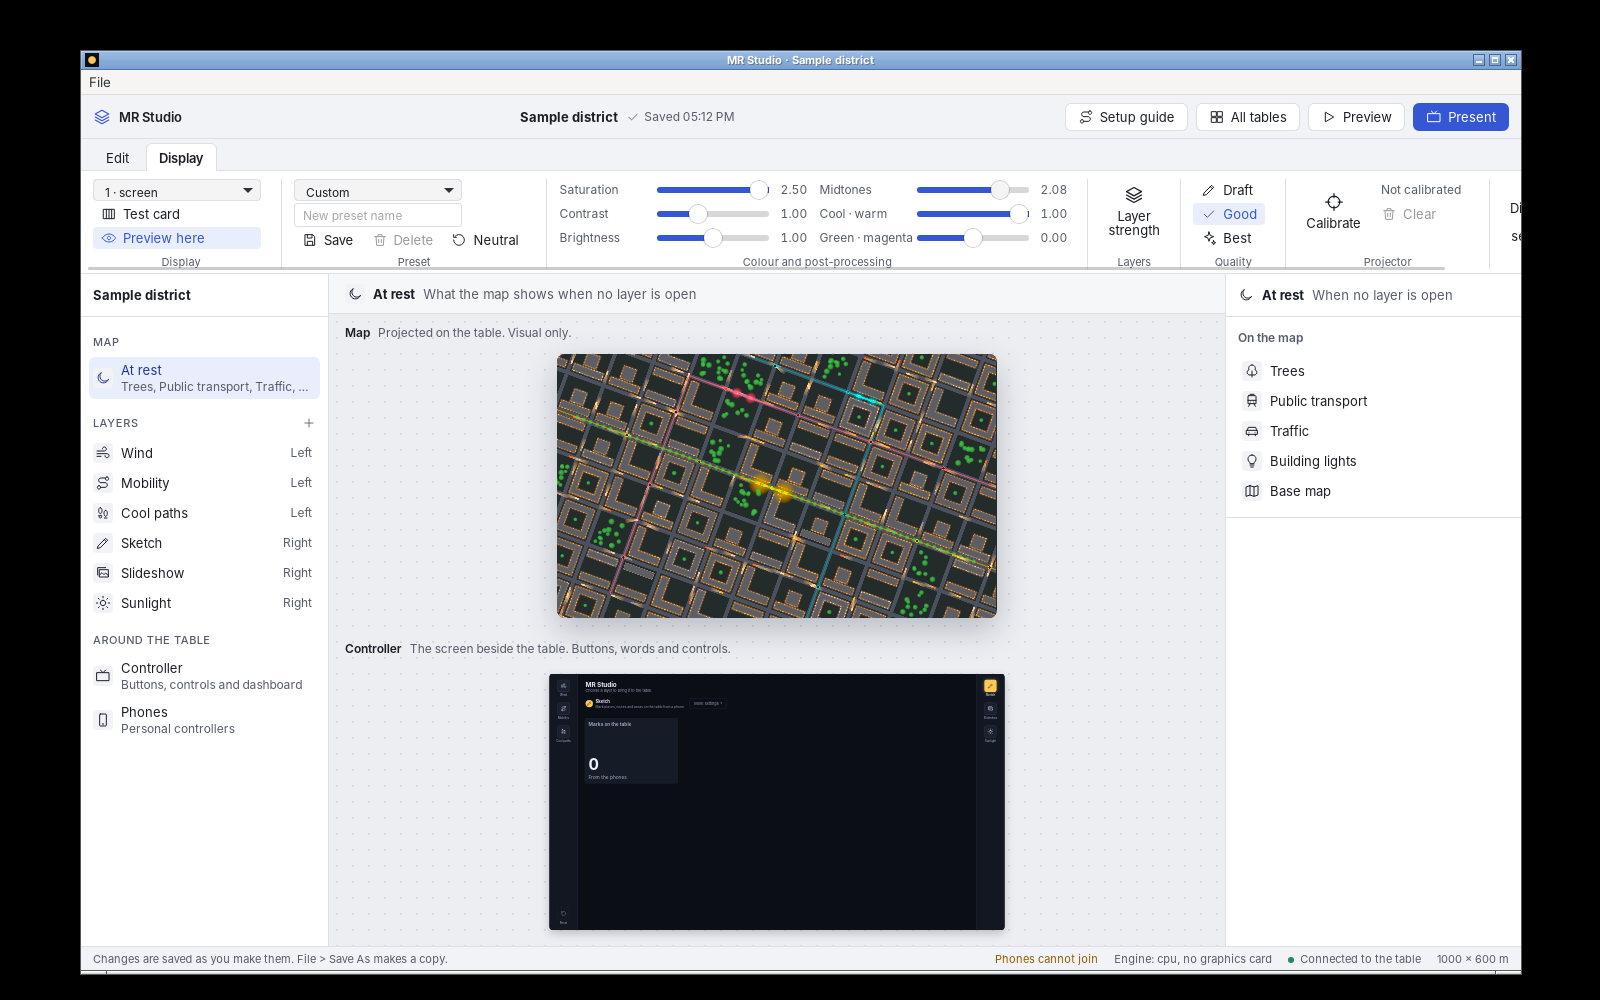 MR Studio · Sample district
File
MR Studio
Sample district
Saved 05:12 PM
Setup guide
All tables
Preview
Present
Edit
Display
1 · screen
Test card
Preview here
Display
Custom
New preset name
Save
Delete
Neutral
Preset
Saturation 2.50
Midtones 2.08
Contrast 1.00
Cool · warm 1.00
Brightness 1.00
Green · magenta 0.00
Colour and post-processing
Layer
strength
Layers
Draft
Good
Best
Quality
Calibrate
Not calibrated
Clear
Projector
Sample district
MAP
At rest
Trees, Public transport, Traffic, ...
LAYERS
Wind Left
Mobility Left
Cool paths Left
Sketch Right
Slideshow Right
Sunlight Right
AROUND THE TABLE
Controller
Buttons, controls and dashboard
Phones
Personal controllers
At rest What the map shows when no layer is open
Map Projected on the table. Visual only.
Controller The screen beside the table. Buttons, words and controls.
MR Studio
Sketch
Marks on the table
0
From the phones
At rest When no layer is open
On the map
Trees
Public transport
Traffic
Building lights
Base map
Changes are saved as you make them. File > Save As makes a copy.
Phones cannot join
Engine: cpu, no graphics card
Connected to the table
1000 × 600 m